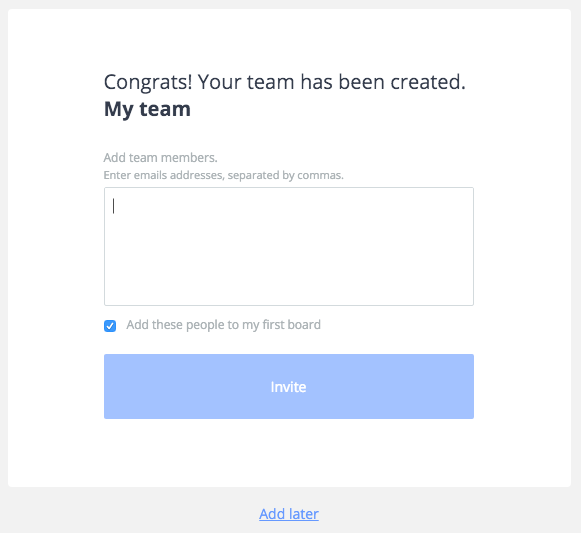 Congrats! Your team has been created.
My team
Add team members.
Enter emails addresses, separated by commas.
Add these people to my first board
Invite
Add later